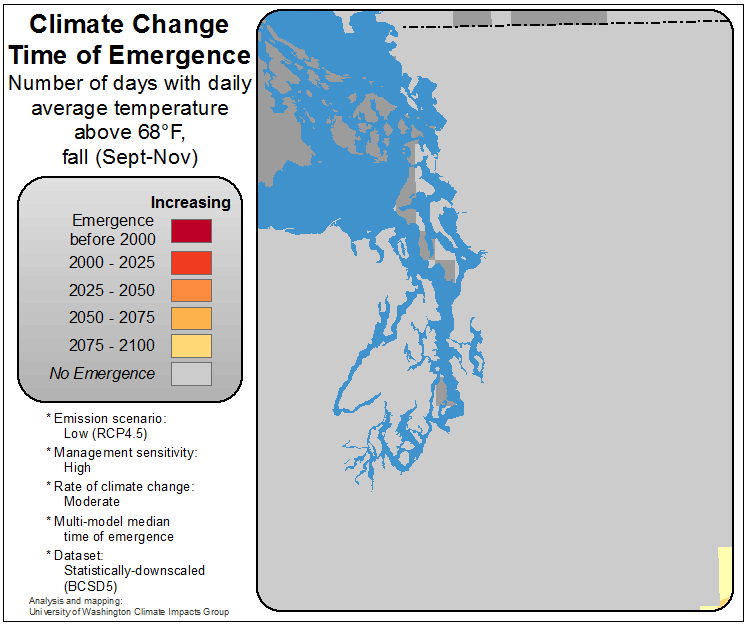 Climate Change
Time of Emergence
Number of days with daily
average temperature
above 68°F,
fall (Sept-Nov)
Increasing
Emergence
before 2000
2000 - 2025
2025 - 2050
2050 - 2075
2075 - 2100
No Emergence
* Emission scenario:
Low (RCP4.5)
* Management sensitivity:
High
* Rate of climate change:
Moderate
* Multi-model median
time of emergence
* Dataset:
Statistically-downscaled
(BCSD5)
Analysis and mapping:
University of Washington Climate Impacts Group